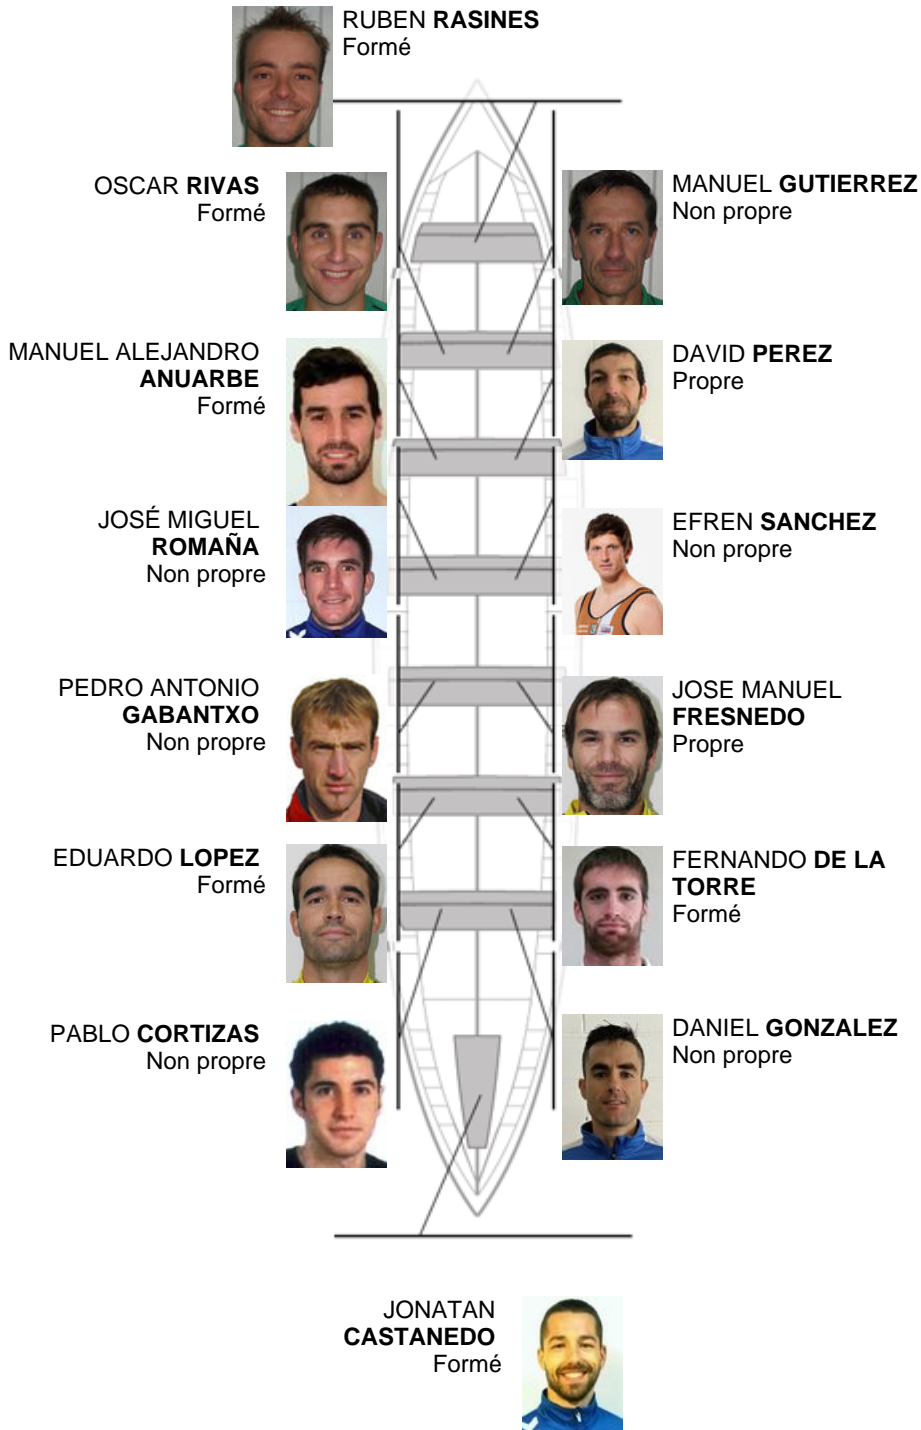 RUBEN RASINES
Formé
OSCAR RIVAS
Formé
MANUEL GUTIERREZ
Non propre
MANUEL ALEJANDRO
ANUARBE
Formé
DAVID PEREZ
Propre
JOSÉ MIGUEL
ROMAÑA
Non propre
EFREN SANCHEZ
Non propre
PEDRO ANTONIO
GABANTXO
Non propre
JOSE MANUEL
FRESNEDO
Propre
EDUARDO LOPEZ
Formé
FERNANDO DE LA
TORRE
Formé
PABLO CORTIZAS
Non propre
DANIEL GONZALEZ
Non propre
JONATAN
CASTANEDO
Formé